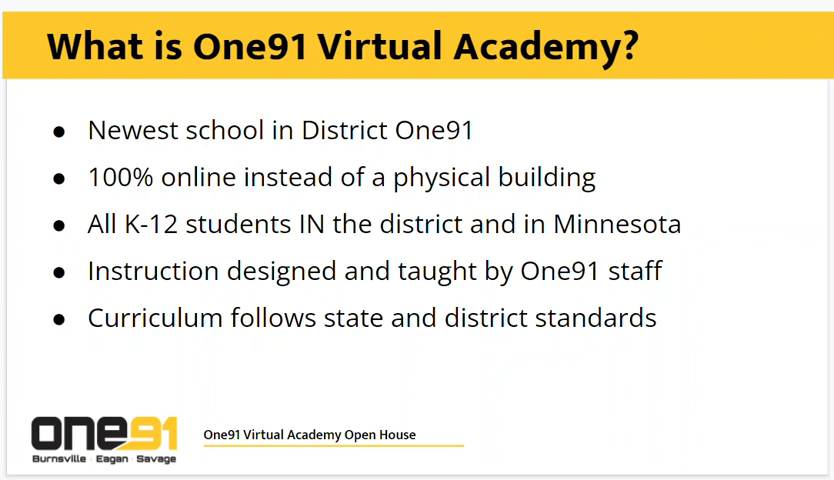 What is One91 Virtual Academy?
● Newest school in District One91
● 100% online instead of a physical building
● All K-12 students IN the district and in Minnesota
● Instruction designed and taught by One91 staff
● Curriculum follows state and district standards
one91
Burnsville · Eagan · Savage
One91 Virtual Academy Open House